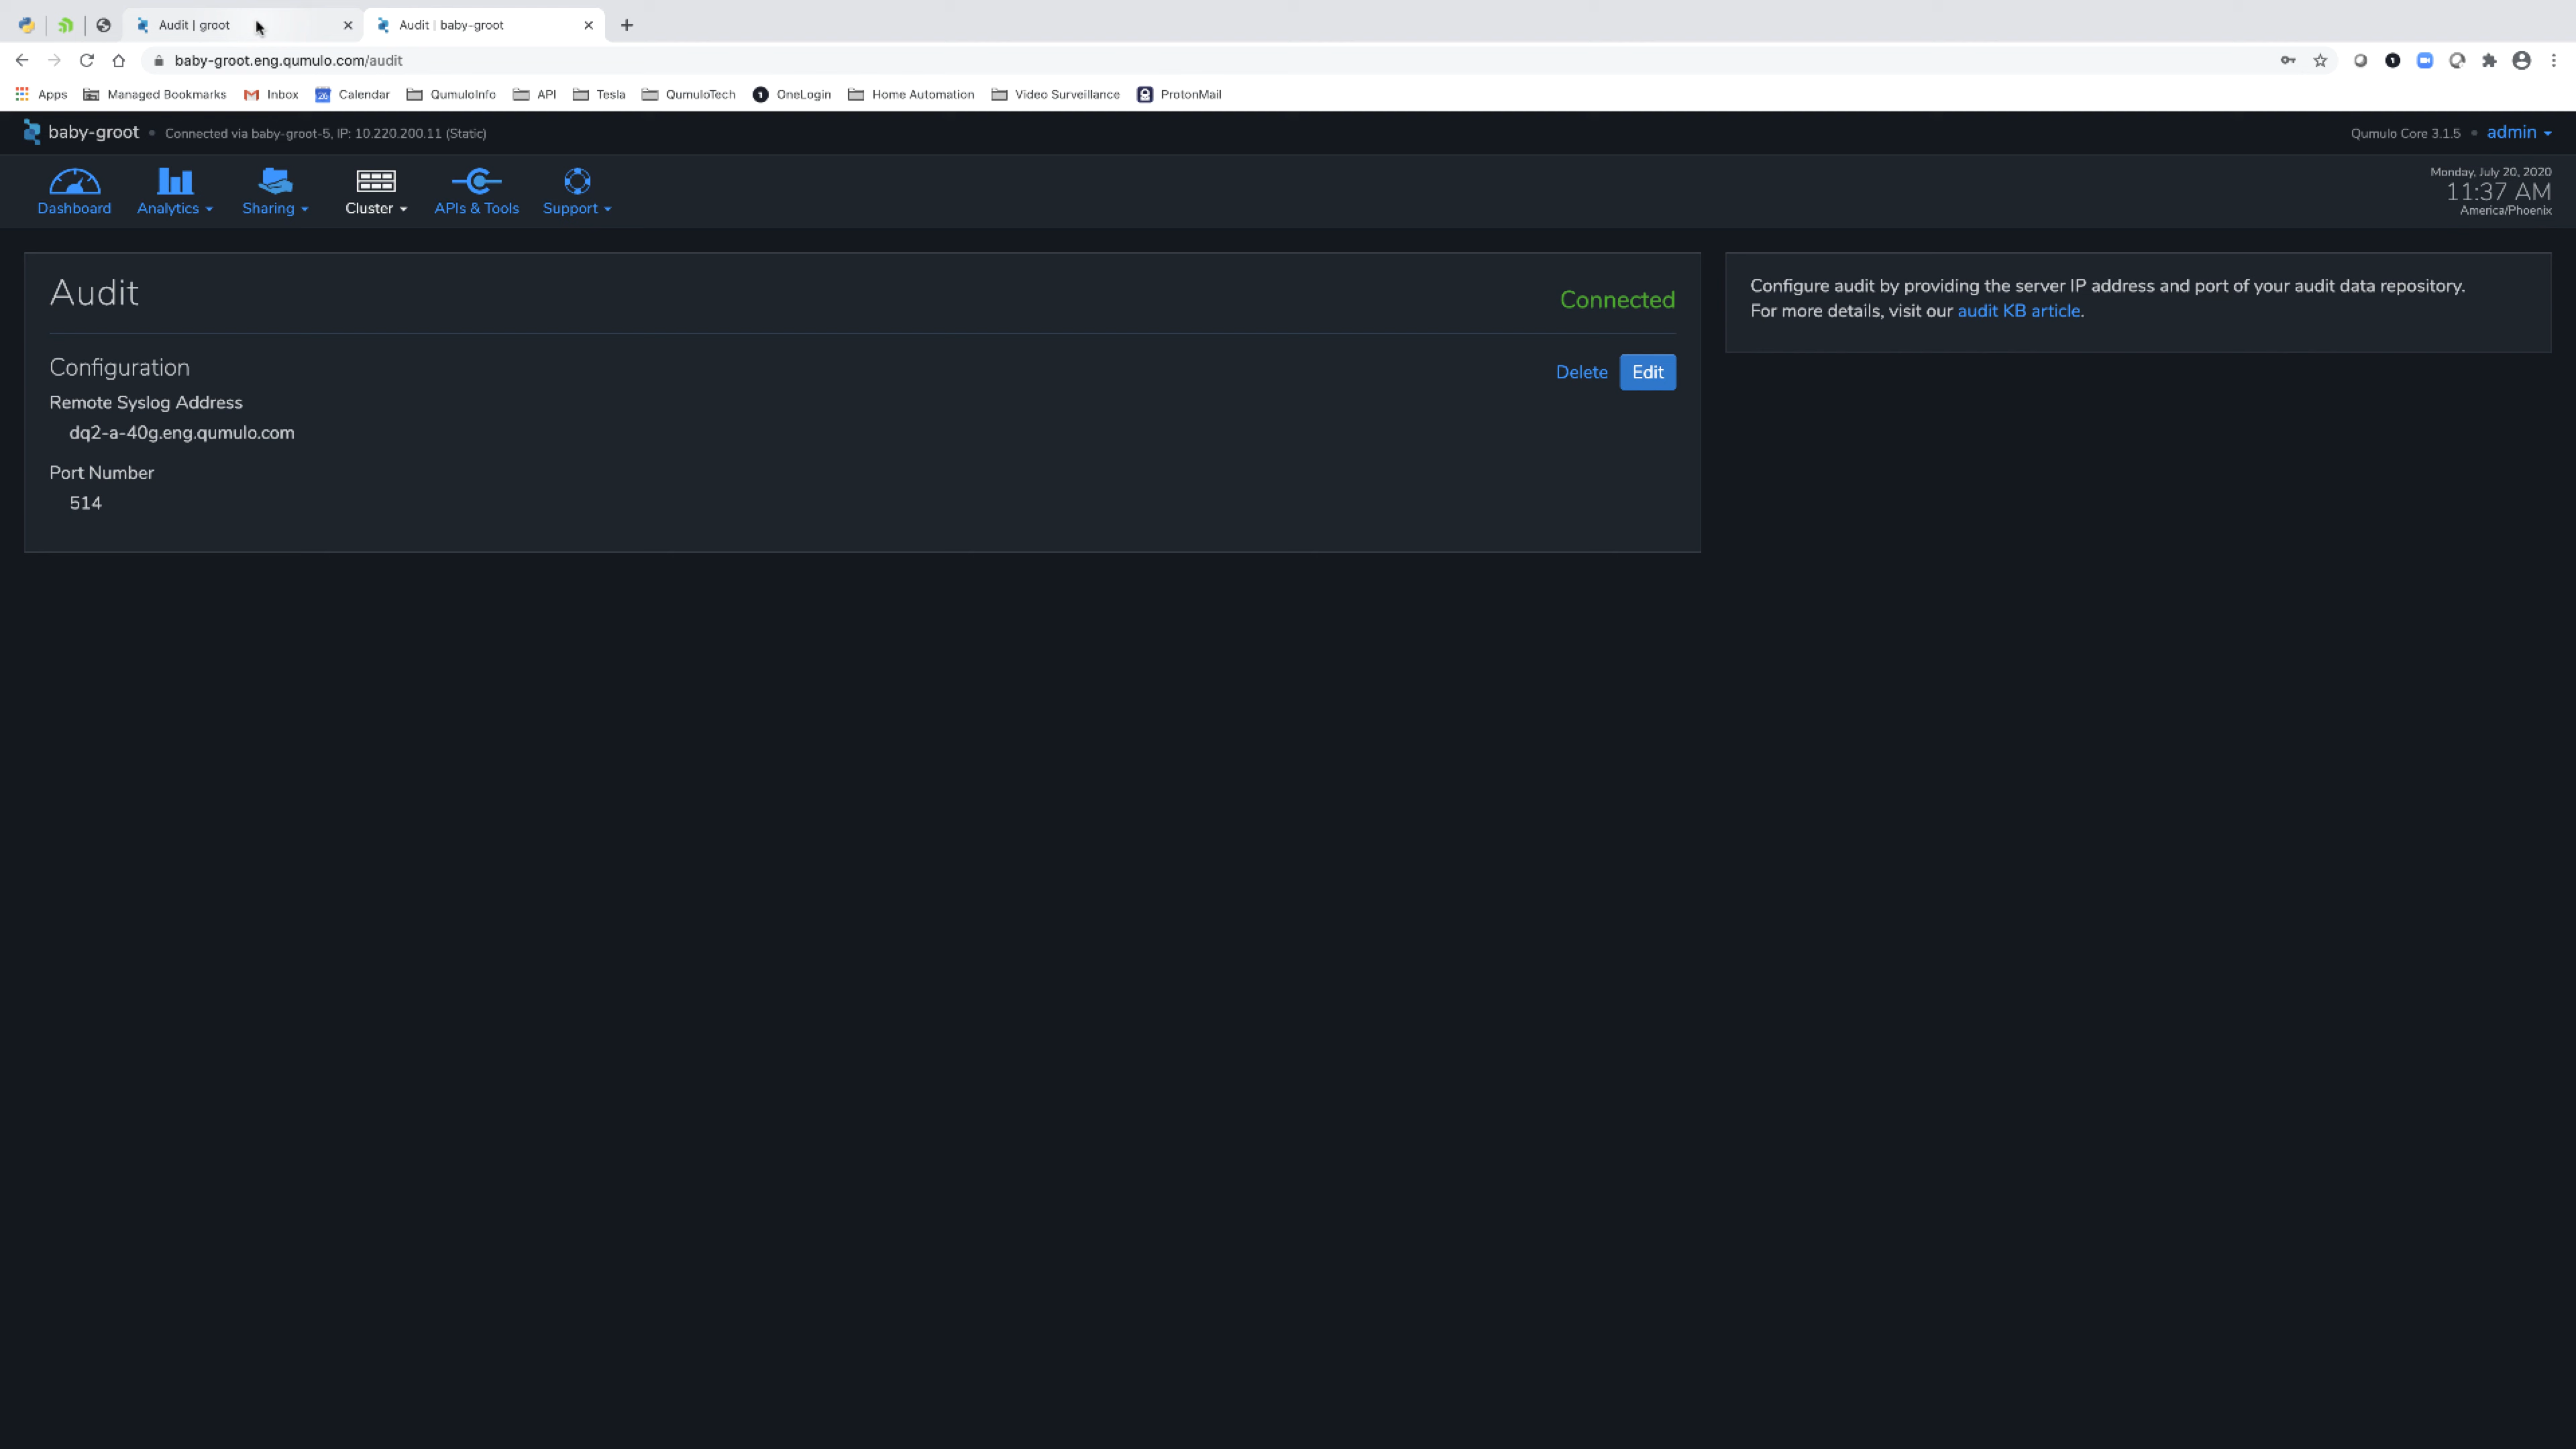 Audit | groot
Audit | baby-groot
baby-groot.eng.qumulo.com/audit
Apps Managed Bookmarks Inbox 26 Calendar QumuloInfo API Tesla QumuloTech OneLogin Home Automation Video Surveillance ProtonMail
baby-groot • Connected via baby-groot-5, IP: 10.220.200.11 (Static)
Qumulo Core 3.1.5 • admin
Dashboard Analytics Sharing Cluster APIs & Tools Support
Monday, July 20, 2020
11:37 AM
America/Phoenix
Audit
Connected
Configuration
Delete Edit
Remote Syslog Address
dq2-a-40g.eng.qumulo.com
Port Number
514
Configure audit by providing the server IP address and port of your audit data repository.
For more details, visit our audit KB article.